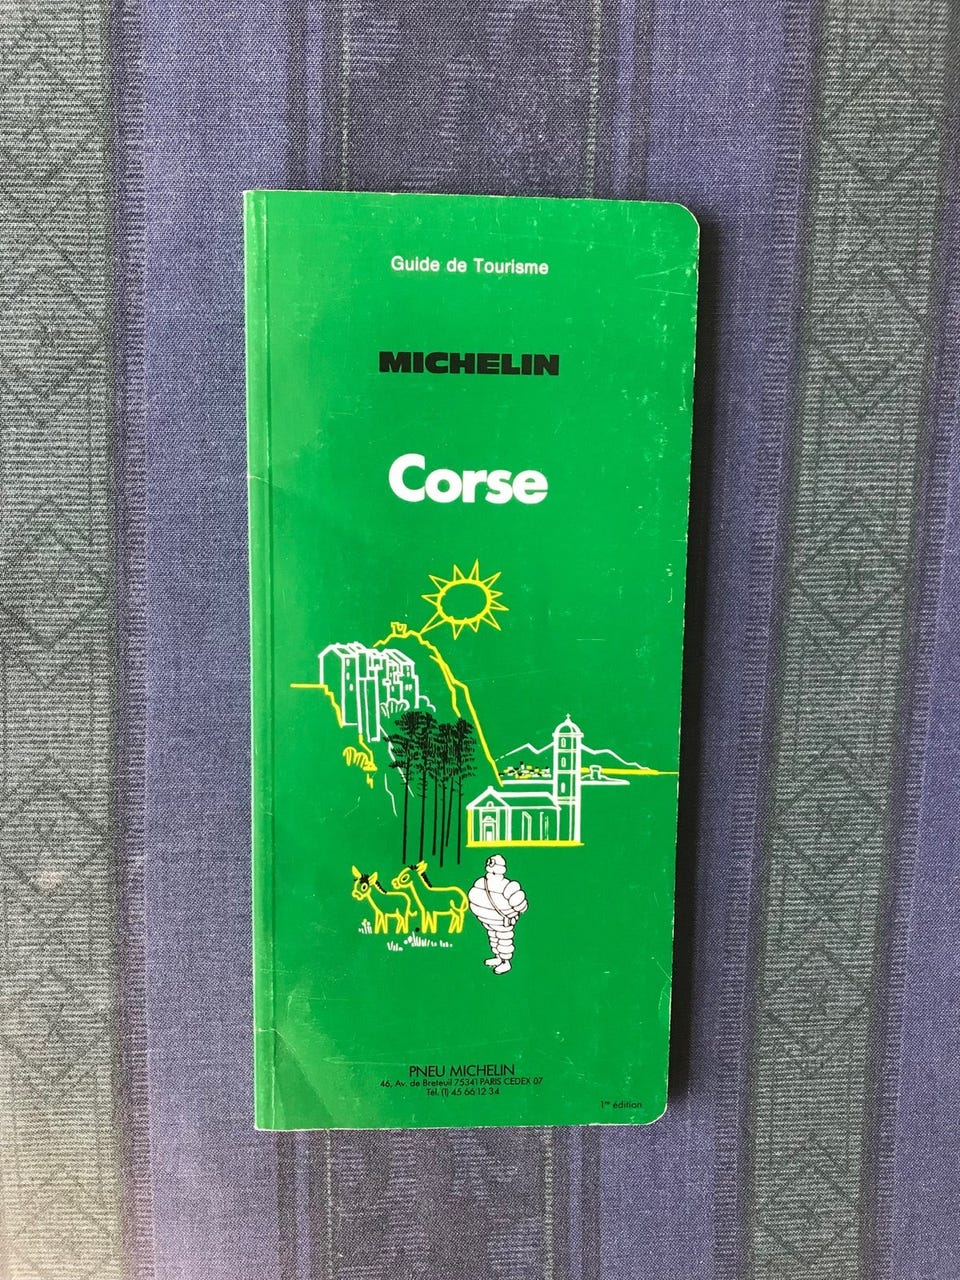 Guide de Tourisme
MICHELIN
Corse
PNEU MICHELIN
46, Av. de Breteuil 75341 PARIS CEDEX 07
Tél. (1) 45 66 12 34
1re édition